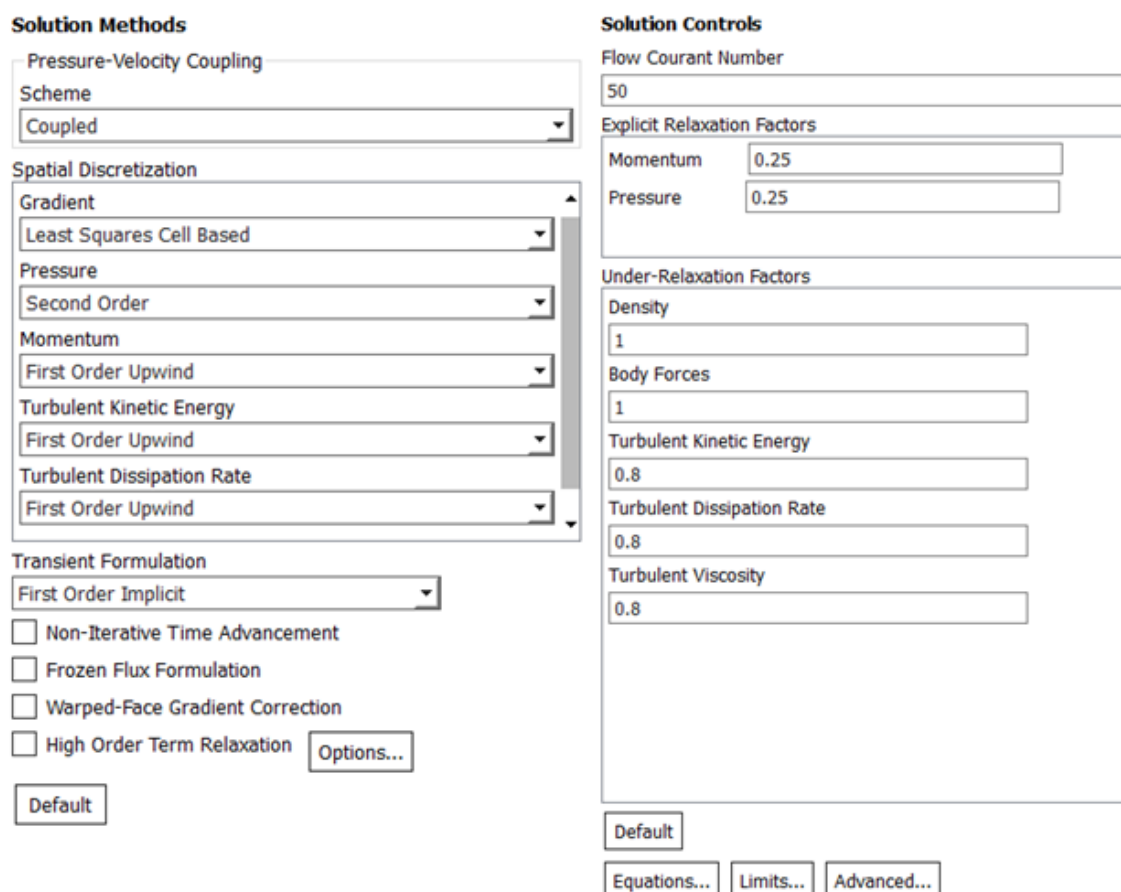 Solution Methods
Pressure-Velocity Coupling
Scheme
Coupled
Spatial Discretization
Gradient
Least Squares Cell Based
Pressure
Second Order
Momentum
First Order Upwind
Turbulent Kinetic Energy
First Order Upwind
Turbulent Dissipation Rate
First Order Upwind
Transient Formulation
First Order Implicit
Non-Iterative Time Advancement
Frozen Flux Formulation
Warped-Face Gradient Correction
High Order Term Relaxation Options...
Default
Solution Controls
Flow Courant Number
50
Explicit Relaxation Factors
Momentum 0.25
Pressure 0.25
Under-Relaxation Factors
Density
1
Body Forces
1
Turbulent Kinetic Energy
0.8
Turbulent Dissipation Rate
0.8
Turbulent Viscosity
0.8
Default
Equations... Limits... Advanced...